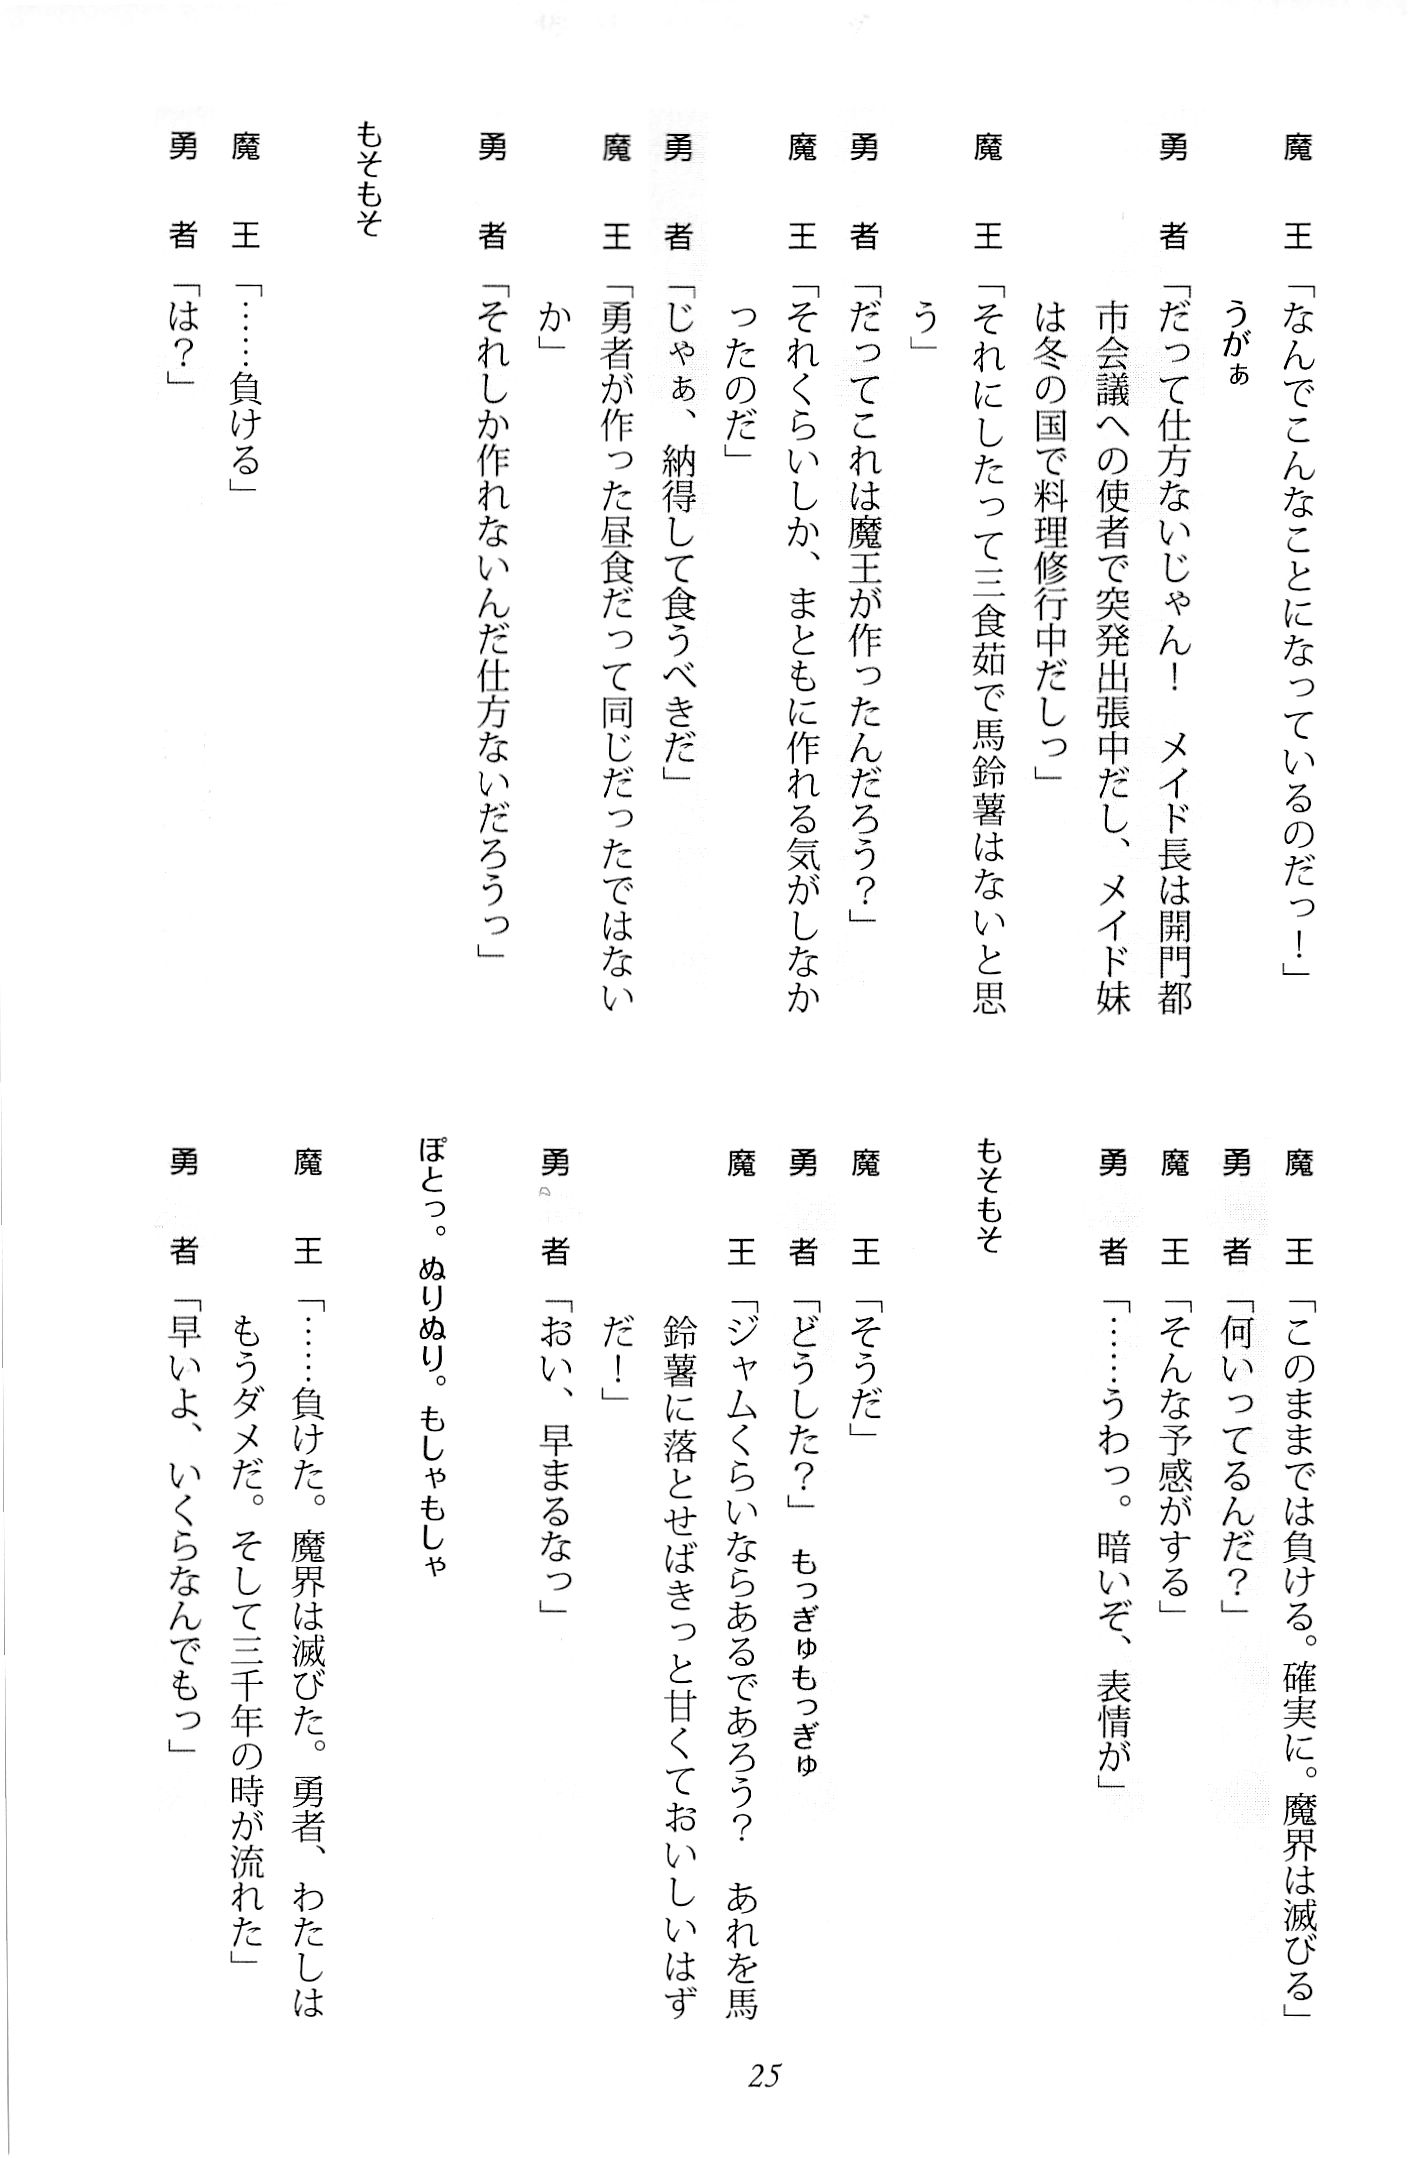 魔王「なんでこんなことになっているのだっ！」
うがぁ
勇者「だって仕方ないじゃん！　メイド長は開門都
市会議への使者で突発出張中だし、メイド妹
は冬の国で料理修行中だしっ」
魔王「それにしたって三食茹で馬鈴薯はないと思
う」
勇者「だってこれは魔王が作ったんだろう？」
魔王「それくらいしか、まともに作れる気がしなか
ったのだ」
勇者「じゃぁ、納得して食うべきだ」
魔王「勇者が作った昼食だって同じだったではない
か」
勇者「それしか作れないんだ仕方ないだろうっ」
もそもそ
魔王「……負ける」
勇者「は？」
魔王「このままでは負ける。確実に。魔界は滅びる」
勇者「何いってるんだ？」
魔王「そんな予感がする」
勇者「……うわっ。暗いぞ、表情が」
もそもそ
魔王「そうだ」
勇者「どうした？」　もっぎゅもっぎゅ
魔王「ジャムくらいならあるであろう？　あれを馬
鈴薯に落とせばきっと甘くておいしいはず
だ！」
勇者「おい、早まるなっ」
ぽとっ。ぬりぬり。もしゃもしゃ
魔王「……負けた。魔界は滅びた。勇者、わたしは
もうダメだ。そして三千年の時が流れた」
勇者「早いよ、いくらなんでもっ」
25